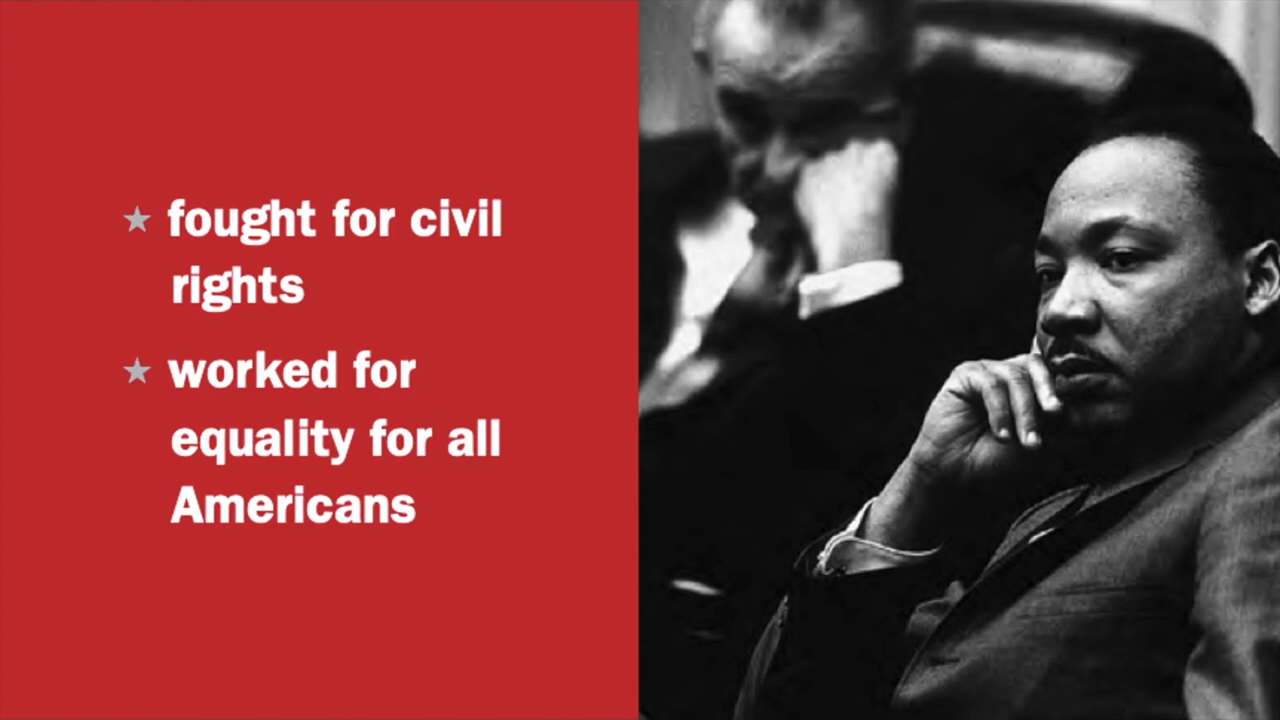 ★ fought for civil
rights
★ worked for
equality for all
Americans